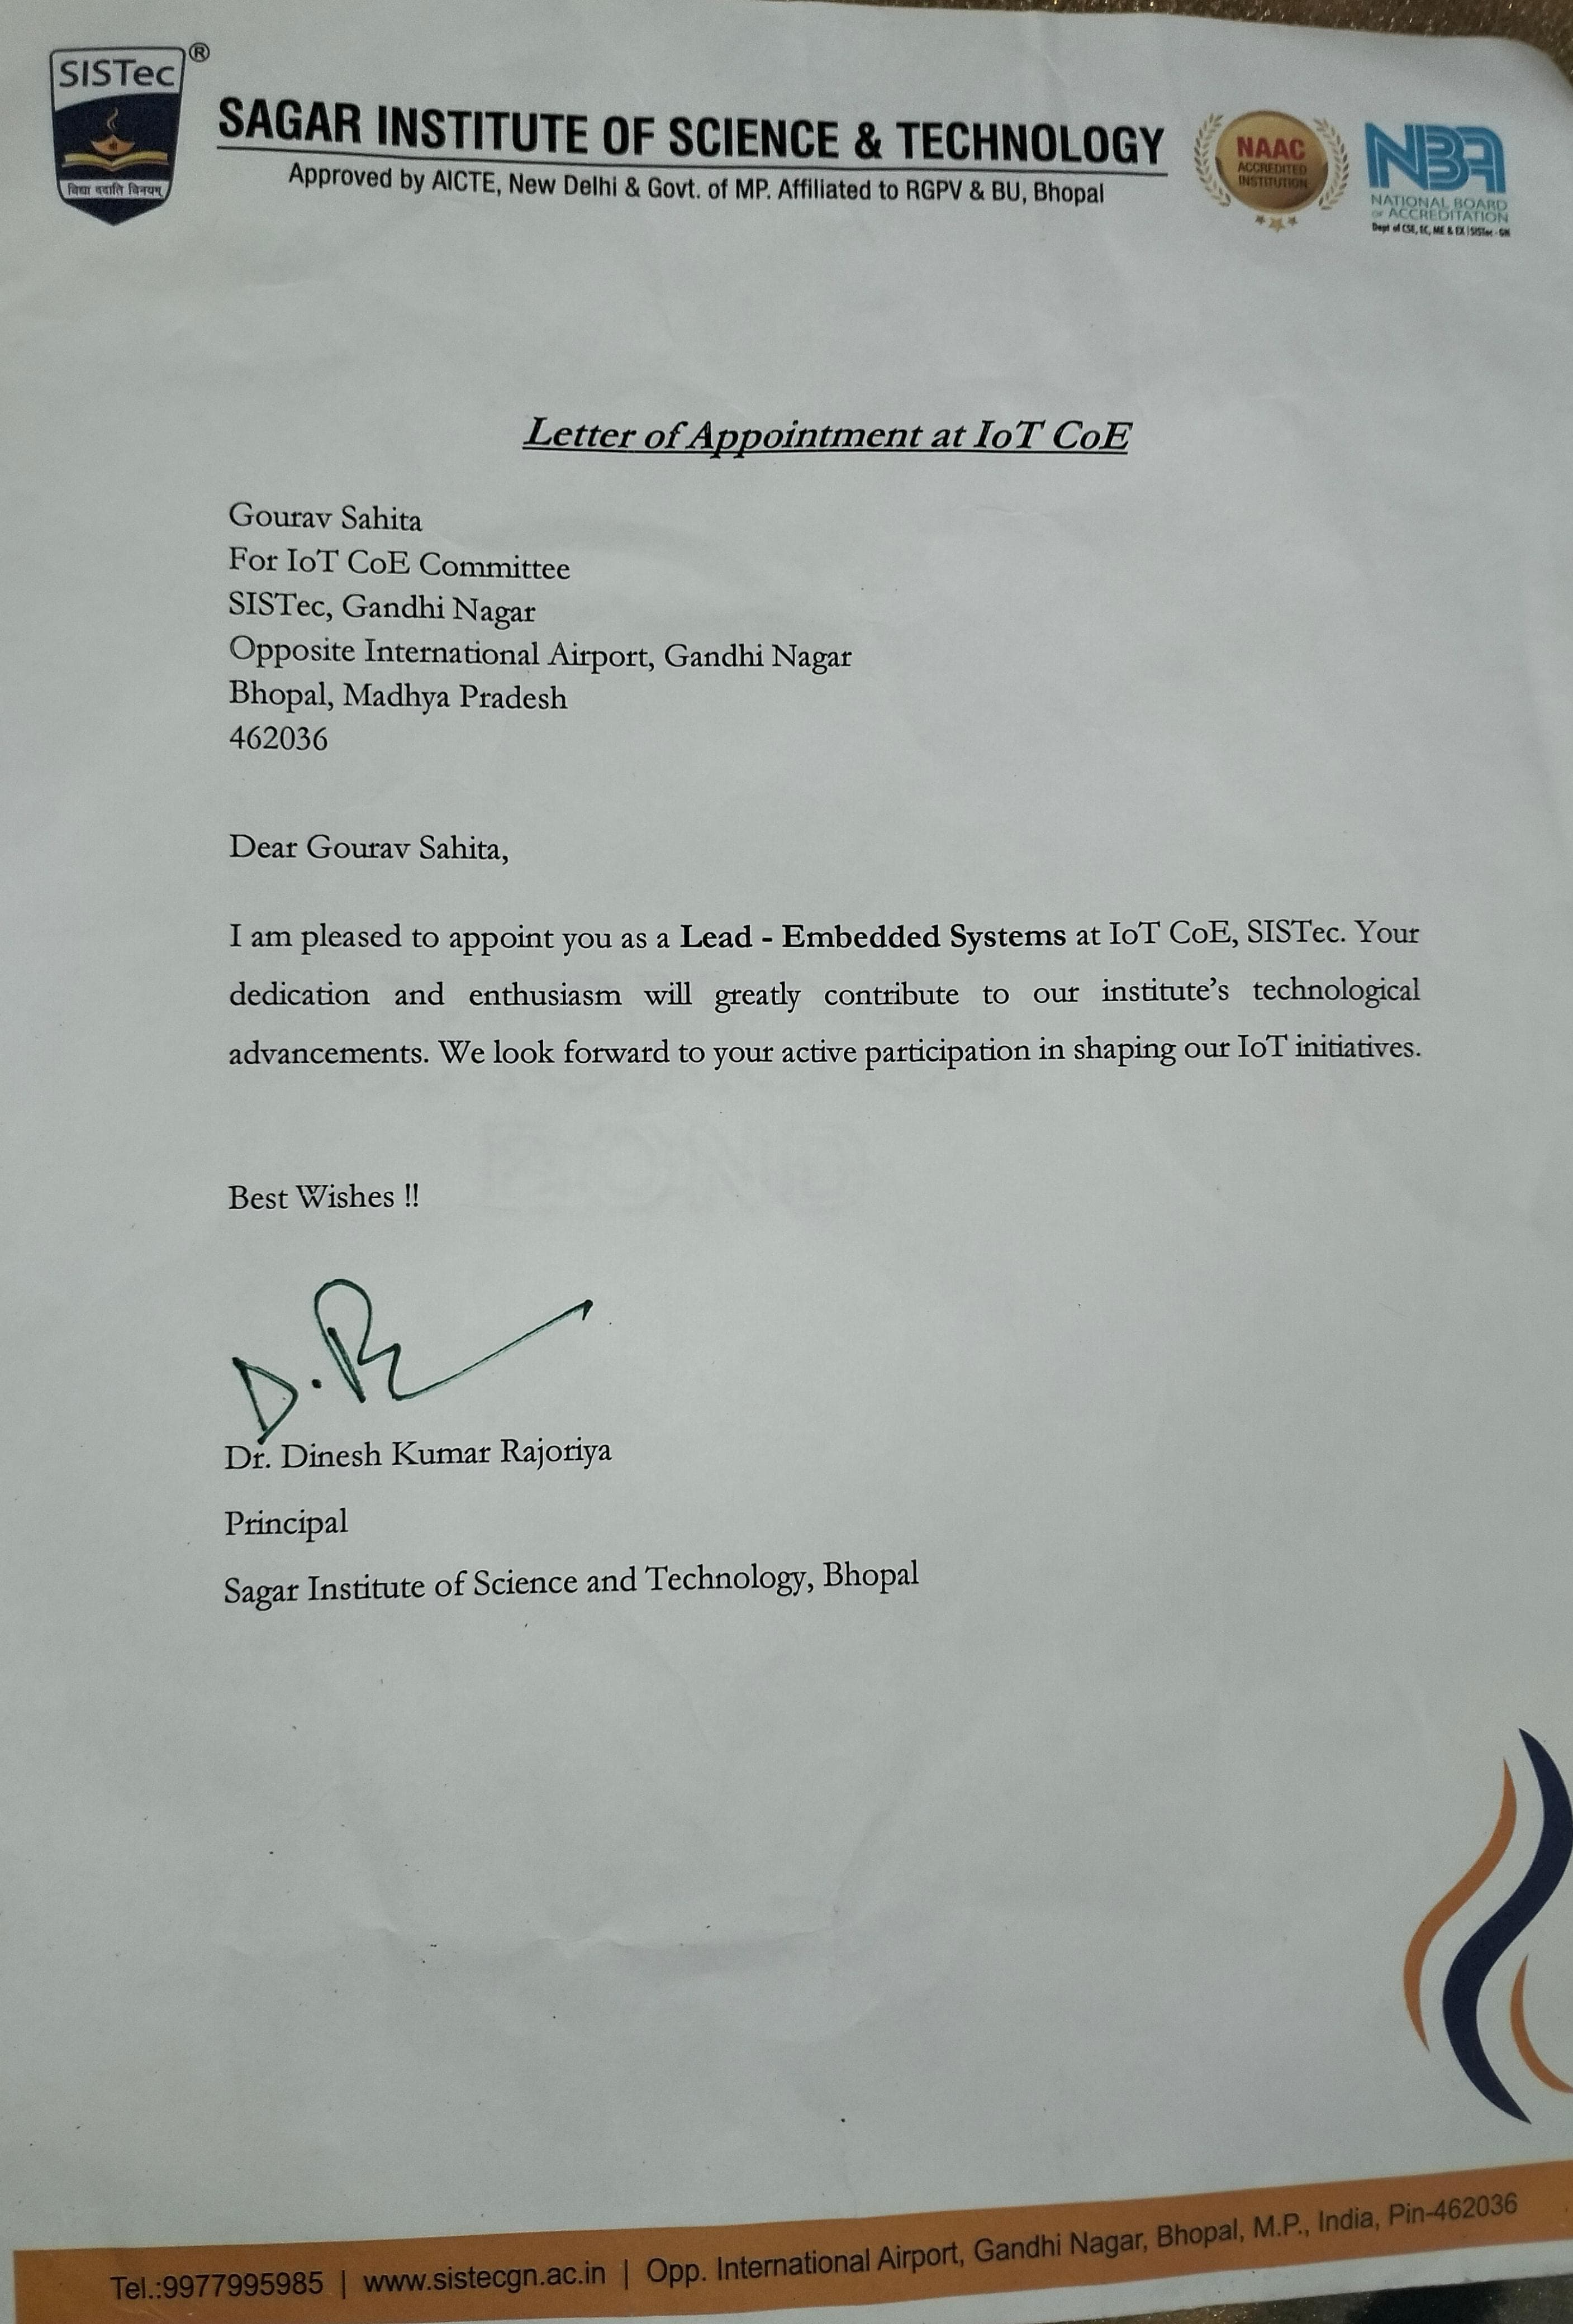 SISTec ®
विद्या ददाति विनयम्
SAGAR INSTITUTE OF SCIENCE & TECHNOLOGY
Approved by AICTE, New Delhi & Govt. of MP. Affiliated to RGPV & BU, Bhopal
NAAC
ACCREDITED
INSTITUTION
NBA
NATIONAL BOARD
OF ACCREDITATION
Dept of CSE, EC, ME & EX | SISTec - GN
Letter of Appointment at IoT CoE
Gourav Sahita
For IoT CoE Committee
SISTec, Gandhi Nagar
Opposite International Airport, Gandhi Nagar
Bhopal, Madhya Pradesh
462036
Dear Gourav Sahita,
I am pleased to appoint you as a Lead - Embedded Systems at IoT CoE, SISTec. Your
dedication and enthusiasm will greatly contribute to our institute's technological
advancements. We look forward to your active participation in shaping our IoT initiatives.
Best Wishes !!
D.R
Dr. Dinesh Kumar Rajoriya
Principal
Sagar Institute of Science and Technology, Bhopal
Tel.:9977995985 | www.sistecgn.ac.in | Opp. International Airport, Gandhi Nagar, Bhopal, M.P., India, Pin-462036